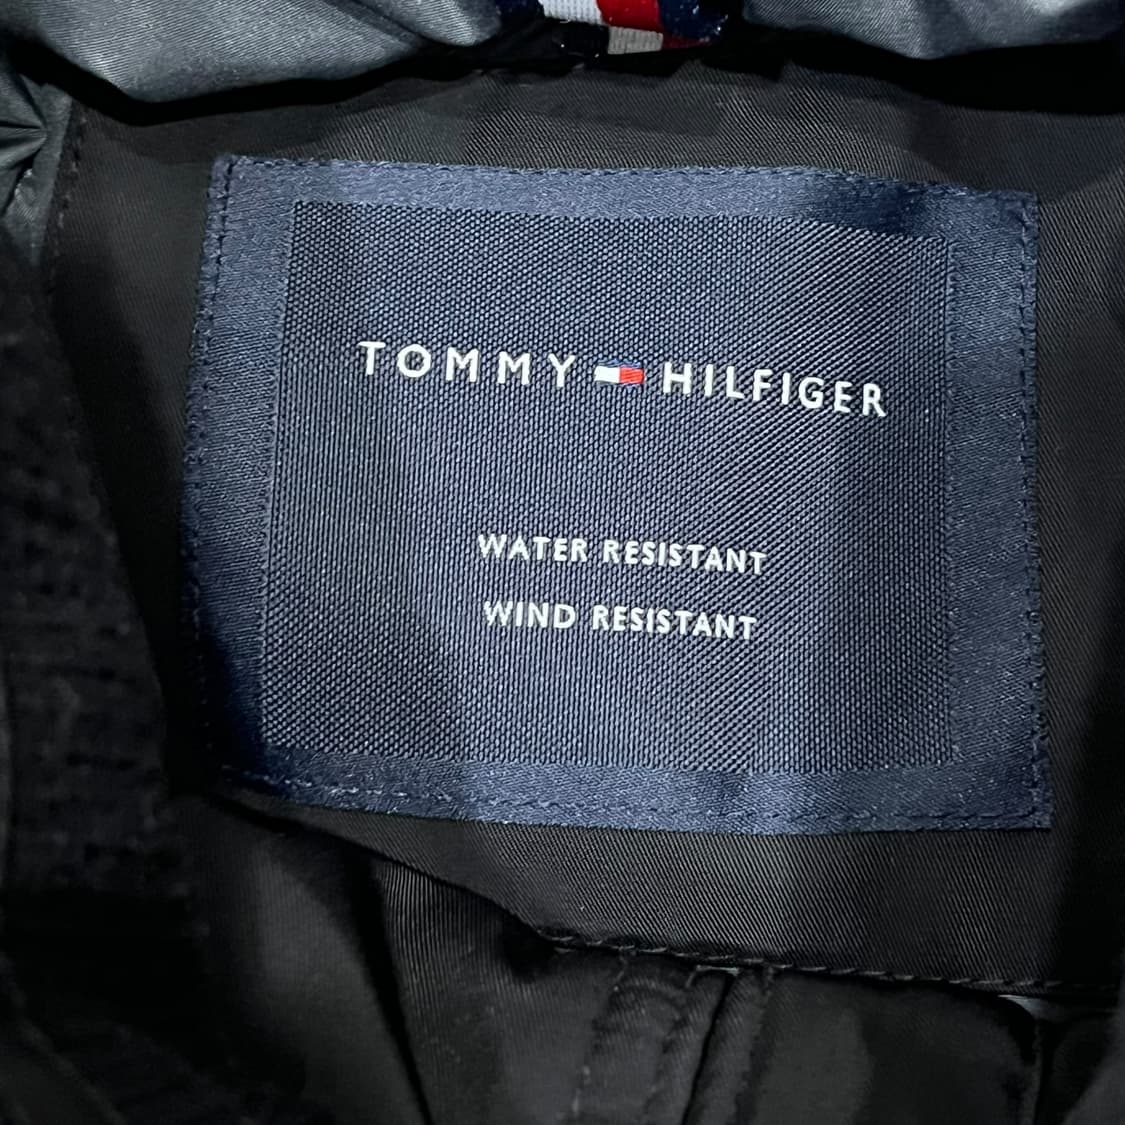 TOMMY HILFIGER
WATER RESISTANT
WIND RESISTANT